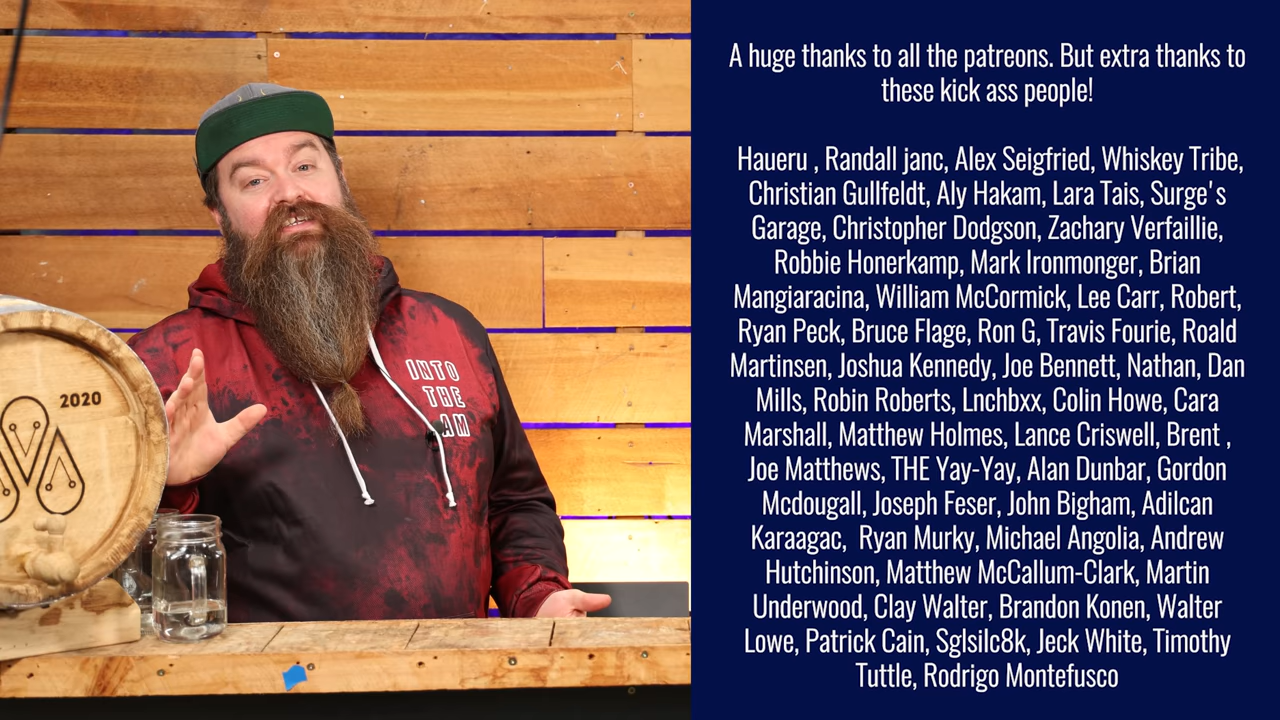 A huge thanks to all the patreons. But extra thanks to
these kick ass people!
Haueru , Randall janc, Alex Seigfried, Whiskey Tribe,
Christian Gullfeldt, Aly Hakam, Lara Tais, Surge's
Garage, Christopher Dodgson, Zachary Verfaillie,
Robbie Honerkamp, Mark Ironmonger, Brian
Mangiaracina, William McCormick, Lee Carr, Robert,
Ryan Peck, Bruce Flage, Ron G, Travis Fourie, Roald
Martinsen, Joshua Kennedy, Joe Bennett, Nathan, Dan
Mills, Robin Roberts, Lnchbxx, Colin Howe, Cara
Marshall, Matthew Holmes, Lance Criswell, Brent ,
Joe Matthews, THE Yay-Yay, Alan Dunbar, Gordon
Mcdougall, Joseph Feser, John Bigham, Adilcan
Karaagac,  Ryan Murky, Michael Angolia, Andrew
Hutchinson, Matthew McCallum-Clark, Martin
Underwood, Clay Walter, Brandon Konen, Walter
Lowe, Patrick Cain, Sglsilc8k, Jeck White, Timothy
Tuttle, Rodrigo Montefusco
INTO
THE
AM
2020